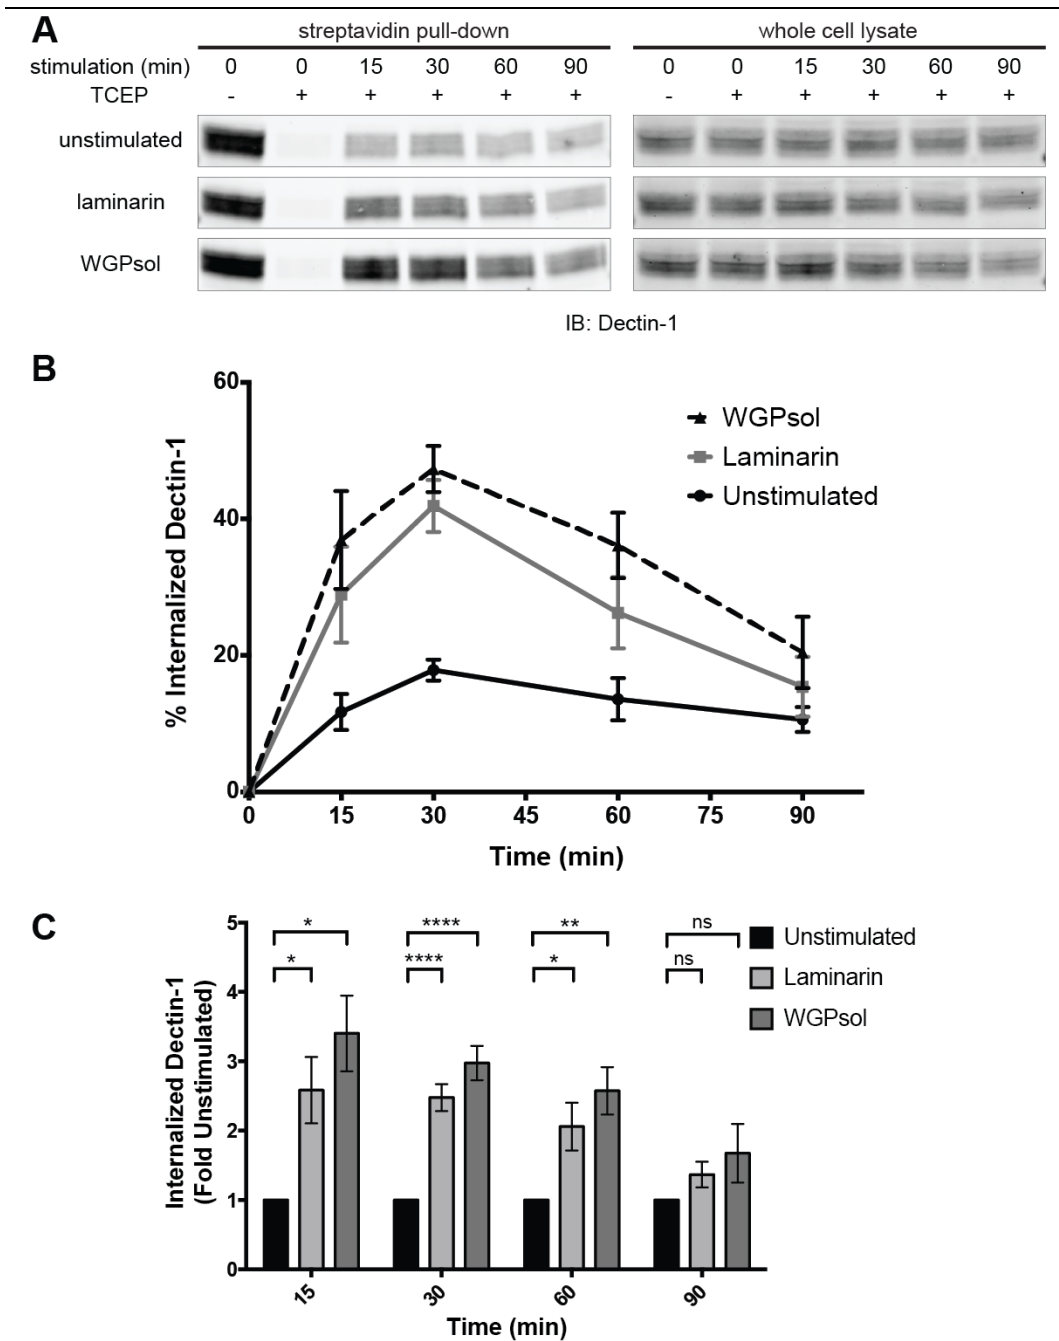 A
streptavidin pull-down whole cell lysate
stimulation (min) 0 0 15 30 60 90 0 0 15 30 60 90
TCEP - + + + + + - + + + + +
unstimulated
laminarin
WGPsol
IB: Dectin-1
B
% Internalized Dectin-1
60
40
20
0
0 15 30 45 60 75 90
Time (min)
WGPsol
Laminarin
Unstimulated
C
Internalized Dectin-1
(Fold Unstimulated)
5
4
3
2
1
0
* **** ** ns
* **** * ns
15 30 60 90
Time (min)
Unstimulated
Laminarin
WGPsol